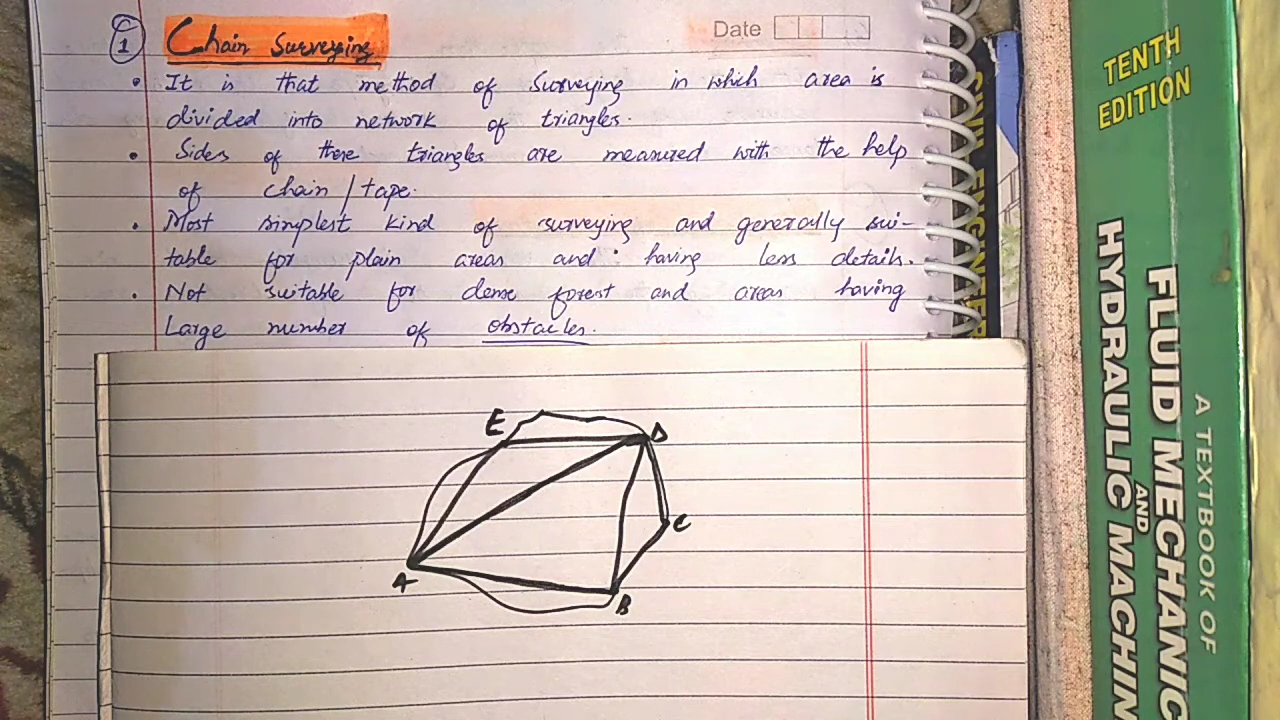 1 Chain Surveying
Date
• It is that method of Surveying in which area is
divided into network of triangles.
• Sides of these triangles are measured with the help
of chain / tape.
• Most simplest kind of surveying and generally sui-
table for plain areas and having less details.
• Not suitable for dense forest and areas having
Large number of obstacles.
E
D
C
A
B
TENTH
EDITION
A TEXTBOOK OF
FLUID MECHANIC
AND
HYDRAULIC MACHIN